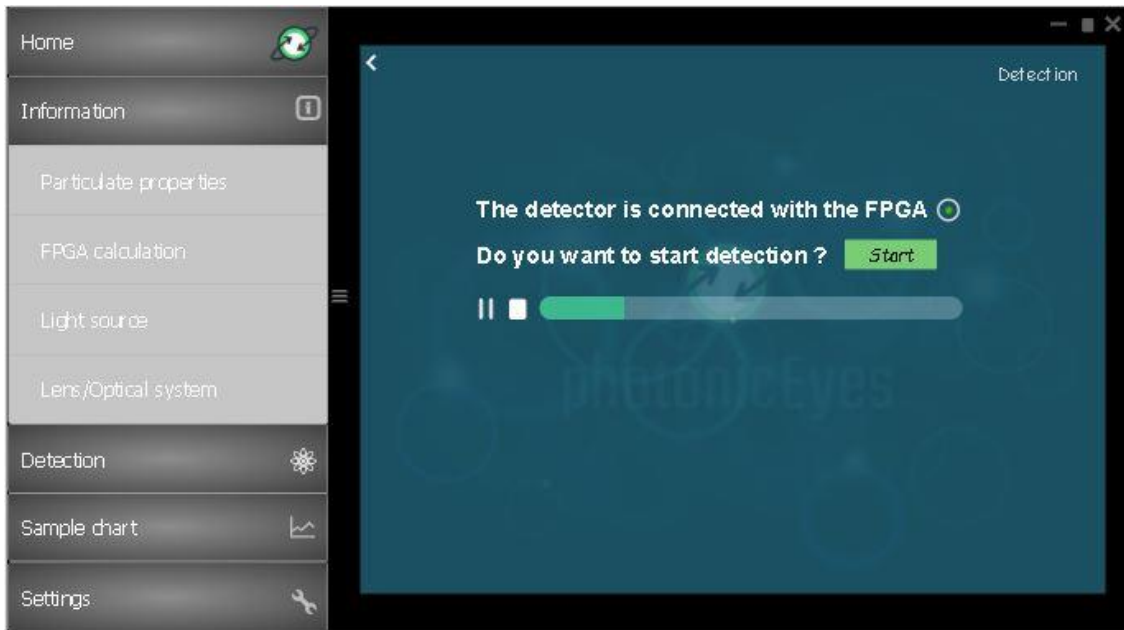 Home
Information
Particulate properties
FPGA calculation
Light source
Lens/Optical system
Detection
Sample chart
Settings
Detection
The detector is connected with the FPGA
Do you want to start detection ? Start
photonicEyes